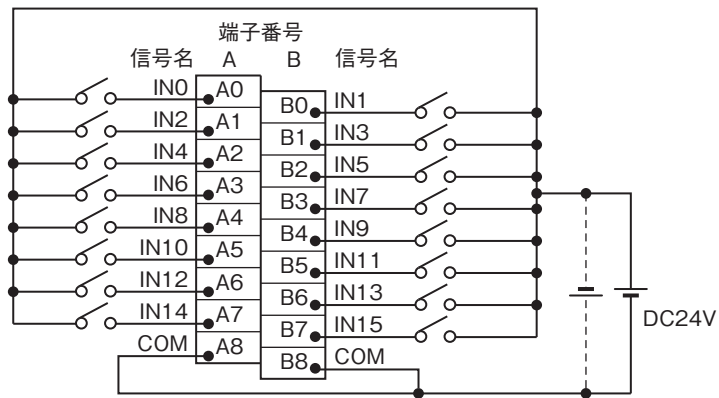 端子番号
信号名 A B 信号名
IN0 A0
B0 IN1
IN2 A1
B1 IN3
IN4 A2
B2 IN5
IN6 A3
B3 IN7
IN8 A4
B4 IN9
IN10 A5
B5 IN11
IN12 A6
B6 IN13
IN14 A7
B7 IN15
DC24V
COM A8
B8 COM